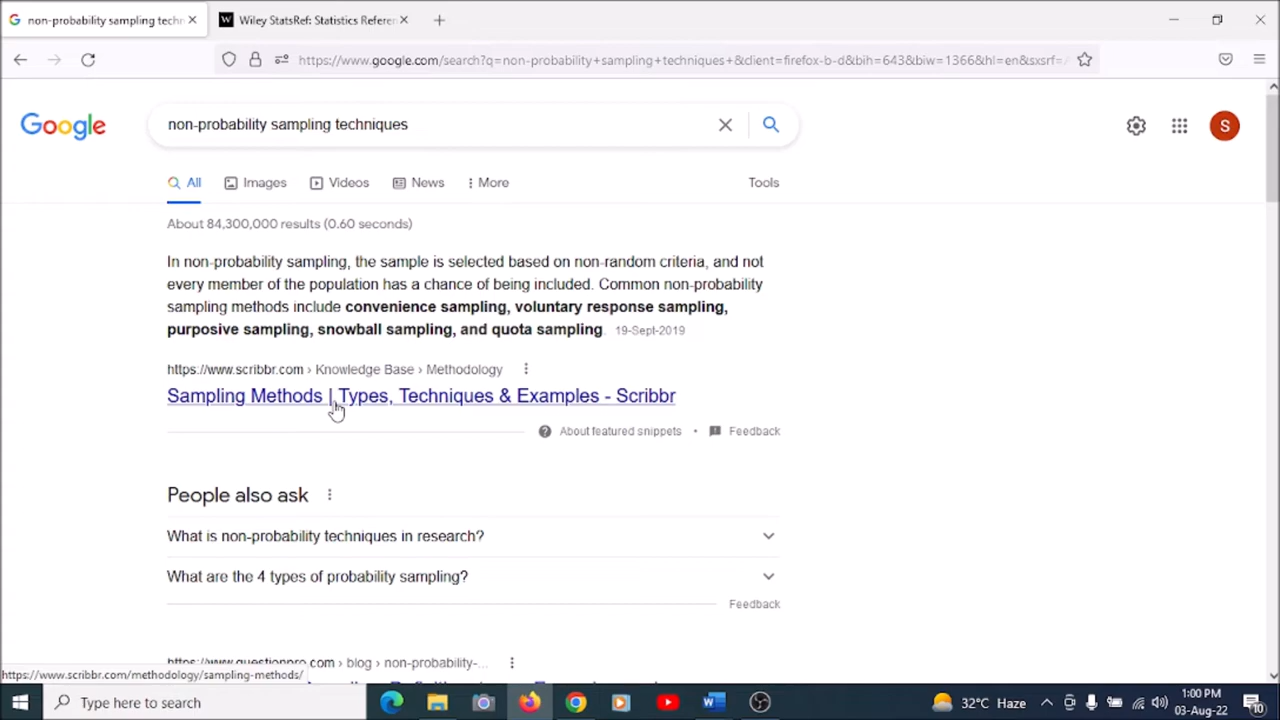 non-probability sampling techn
Wiley StatsRef: Statistics Referen
https://www.google.com/search?q=non-probability+sampling+techniques+&client=firefox-b-d&bih=643&biw=1366&hl=en&sxsrf=
Google
non-probability sampling techniques
S
All
Images
Videos
News
More
Tools
About 84,300,000 results (0.60 seconds)
In non-probability sampling, the sample is selected based on non-random criteria, and not
every member of the population has a chance of being included. Common non-probability
sampling methods include convenience sampling, voluntary response sampling,
purposive sampling, snowball sampling, and quota sampling. 19-Sept-2019
https://www.scribbr.com › Knowledge Base › Methodology
Sampling Methods | Types, Techniques & Examples - Scribbr
About featured snippets • Feedback
People also ask
What is non-probability techniques in research?
What are the 4 types of probability sampling?
Feedback
https://www.questionpro.com › blog › non-probability-...
https://www.scribbr.com/methodology/sampling-methods/
Type here to search
32°C Haze
1:00 PM
03-Aug-22
10